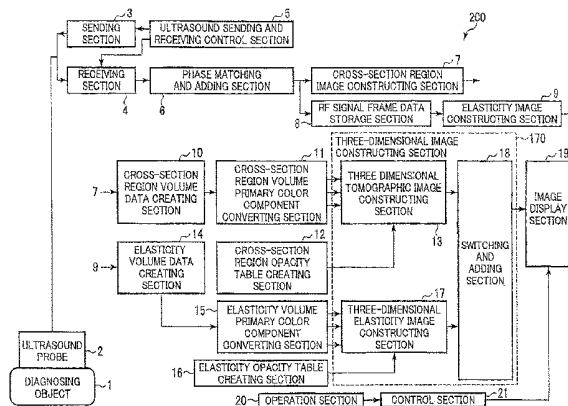 200
3
SENDING
SECTION
5
ULTRASOUND SENDING AND
RECEIVING CONTROL SECTION
RECEIVING
SECTION
4
PHASE MATCHING
AND ADDING SECTION
6
7
CROSS-SECTION REGION
IMAGE CONSTRUCTING SECTION
RF SIGNAL FRAME DATA
STORAGE SECTION
8
9
ELASTICITY IMAGE
CONSTRUCTING SECTION
170
THREE-DIMENSIONAL IMAGE
CONSTRUCTING SECTION
7
10
CROSS-SECTION
REGION VOLUME
DATA CREATING
SECTION
11
CROSS-SECTION
REGION VOLUME
PRIMARY COLOR
COMPONENT
CONVERTING SECTION
THREE DIMENSIONAL
TOMOGRAPHIC IMAGE
CONSTRUCTING
SECTION
13
18
SWITCHING AND
ADDING SECTION
19
IMAGE
DISPLAY
SECTION
9
14
ELASTICITY
VOLUME DATA
CREATING
SECTION
12
CROSS-SECTION
REGION OPACITY
TABLE CREATING
SECTION
15
ELASTICITY VOLUME
PRIMARY COLOR
COMPONENT
CONVERTING SECTION
17
THREE-DIMENSIONAL
ELASTICITY IMAGE
CONSTRUCTING
SECTION
16
ELASTICITY OPACITY TABLE
CREATING SECTION
ULTRASOUND
PROBE
2
DIAGNOSING
OBJECT
1
20
OPERATION SECTION
CONTROL SECTION
21